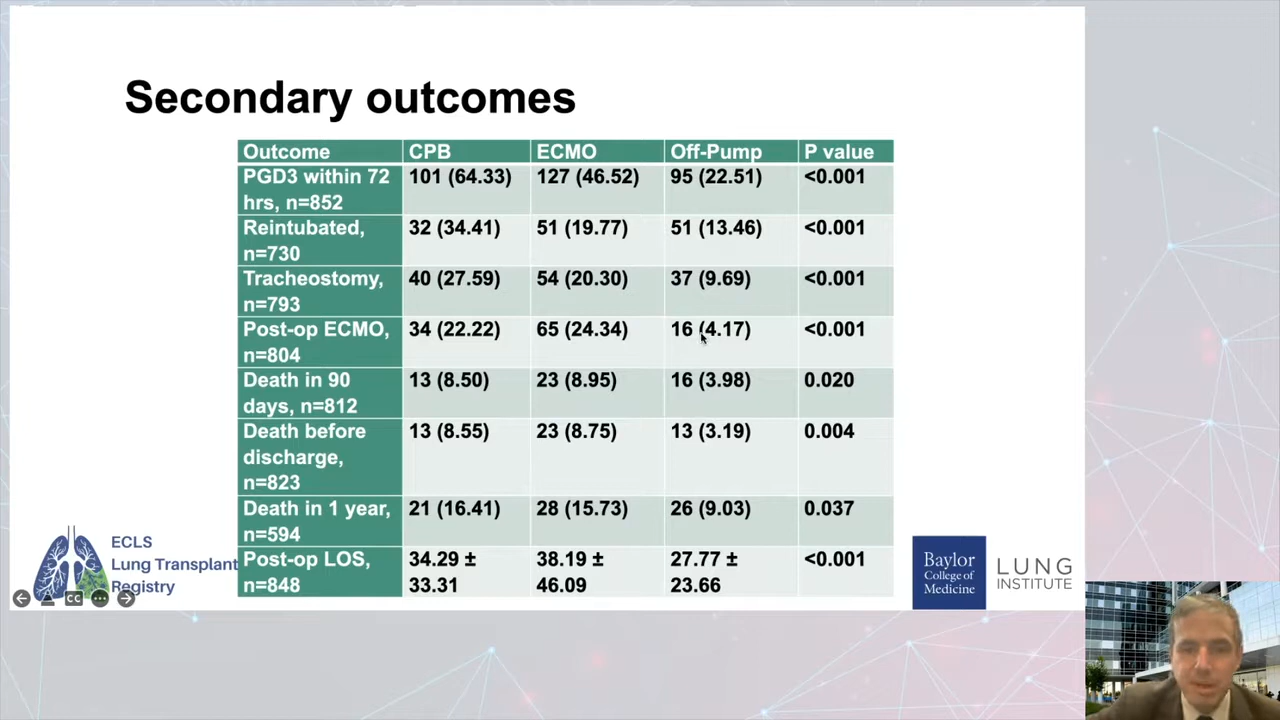 Secondary outcomes
Outcome CPB ECMO Off-Pump P value
PGD3 within 72 101 (64.33) 127 (46.52) 95 (22.51) <0.001
hrs, n=852
Reintubated, 32 (34.41) 51 (19.77) 51 (13.46) <0.001
n=730
Tracheostomy, 40 (27.59) 54 (20.30) 37 (9.69) <0.001
n=793
Post-op ECMO, 34 (22.22) 65 (24.34) 16 (4.17) <0.001
n=804
Death in 90 13 (8.50) 23 (8.95) 16 (3.98) 0.020
days, n=812
Death before 13 (8.55) 23 (8.75) 13 (3.19) 0.004
discharge,
n=823
Death in 1 year, 21 (16.41) 28 (15.73) 26 (9.03) 0.037
n=594
Post-op LOS, 34.29 ± 38.19 ± 27.77 ± <0.001
n=848 33.31 46.09 23.66
ECLS
Lung Transplant
Registry
CC
Baylor
College of
Medicine
LUNG
INSTITUTE